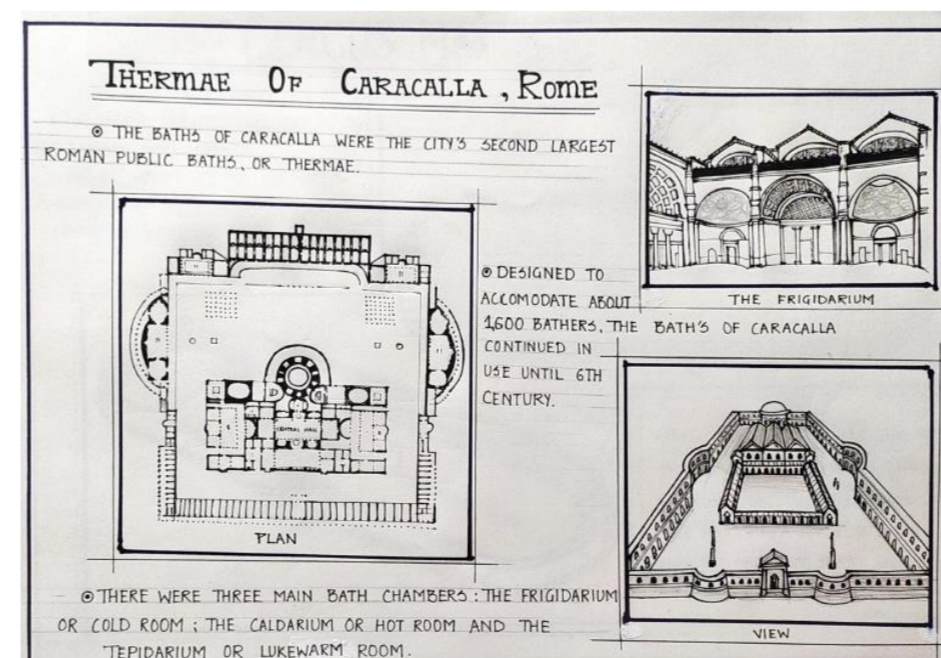 THERMAE OF CARACALLA, ROME
⦿ THE BATHS OF CARACALLA WERE THE CITY'S SECOND LARGEST
ROMAN PUBLIC BATHS, OR THERMAE.
THE FRIGIDARIUM
⦿ DESIGNED TO
ACCOMODATE ABOUT
1,600 BATHERS, THE BATH'S OF CARACALLA
CONTINUED IN
USE UNTIL 6TH
CENTURY.
CENTRAL HALL
PLAN
VIEW
⦿ THERE WERE THREE MAIN BATH CHAMBERS : THE FRIGIDARIUM
OR COLD ROOM ; THE CALDARIUM OR HOT ROOM AND THE
TEPIDARIUM OR LUKEWARM ROOM.